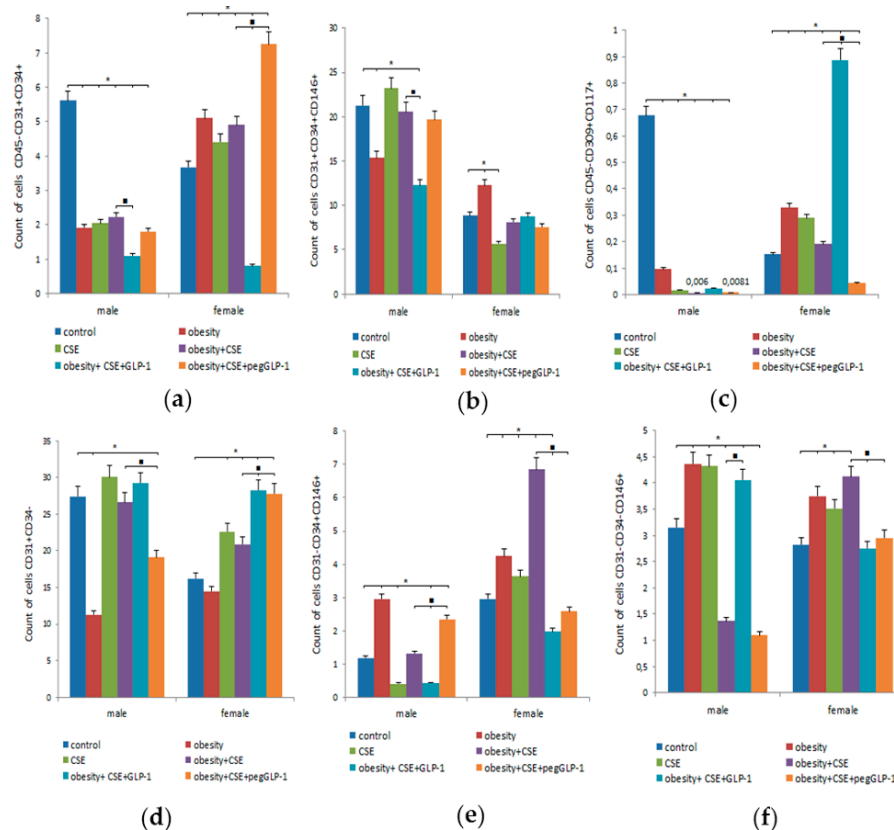 Count of cells CD45-CD31+CD34+
8
7
6
5
4
3
2
1
0
*
■
*
■
male
female
control
obesity
CSE
obesity+CSE
obesity+ CSE+GLP-1
obesity+CSE+pegGLP-1
(a)
Count of cells CD31+CD34+CD146+
30
25
20
15
10
5
0
*
■
*
male
female
control
obesity
CSE
obesity+CSE
obesity+ CSE+GLP-1
obesity+CSE+pegGLP-1
(b)
Count of cells CD45-CD309+CD117+
1
0,9
0,8
0,7
0,6
0,5
0,4
0,3
0,2
0,1
0
*
0,006
0,0081
*
■
male
female
control
obesity
CSE
obesity+CSE
obesity+ CSE+GLP-1
obesity+CSE+pegGLP-1
(c)
Count of cells CD31+CD34-
35
30
25
20
15
10
5
0
*
■
*
■
male
female
control
obesity
CSE
obesity+CSE
obesity+ CSE+GLP-1
obesity+CSE+pegGLP-1
(d)
Count of cells CD31-CD34+CD146+
8
7
6
5
4
3
2
1
0
*
■
*
■
male
female
control
obesity
CSE
obesity+CSE
obesity+ CSE+GLP-1
obesity+CSE+pegGLP-1
(e)
Count of cells CD31-CD34-CD146+
5
4,5
4
3,5
3
2,5
2
1,5
1
0,5
0
*
■
*
■
male
female
control
obesity
CSE
obesity+CSE
obesity+ CSE+GLP-1
obesity+CSE+pegGLP-1
(f)